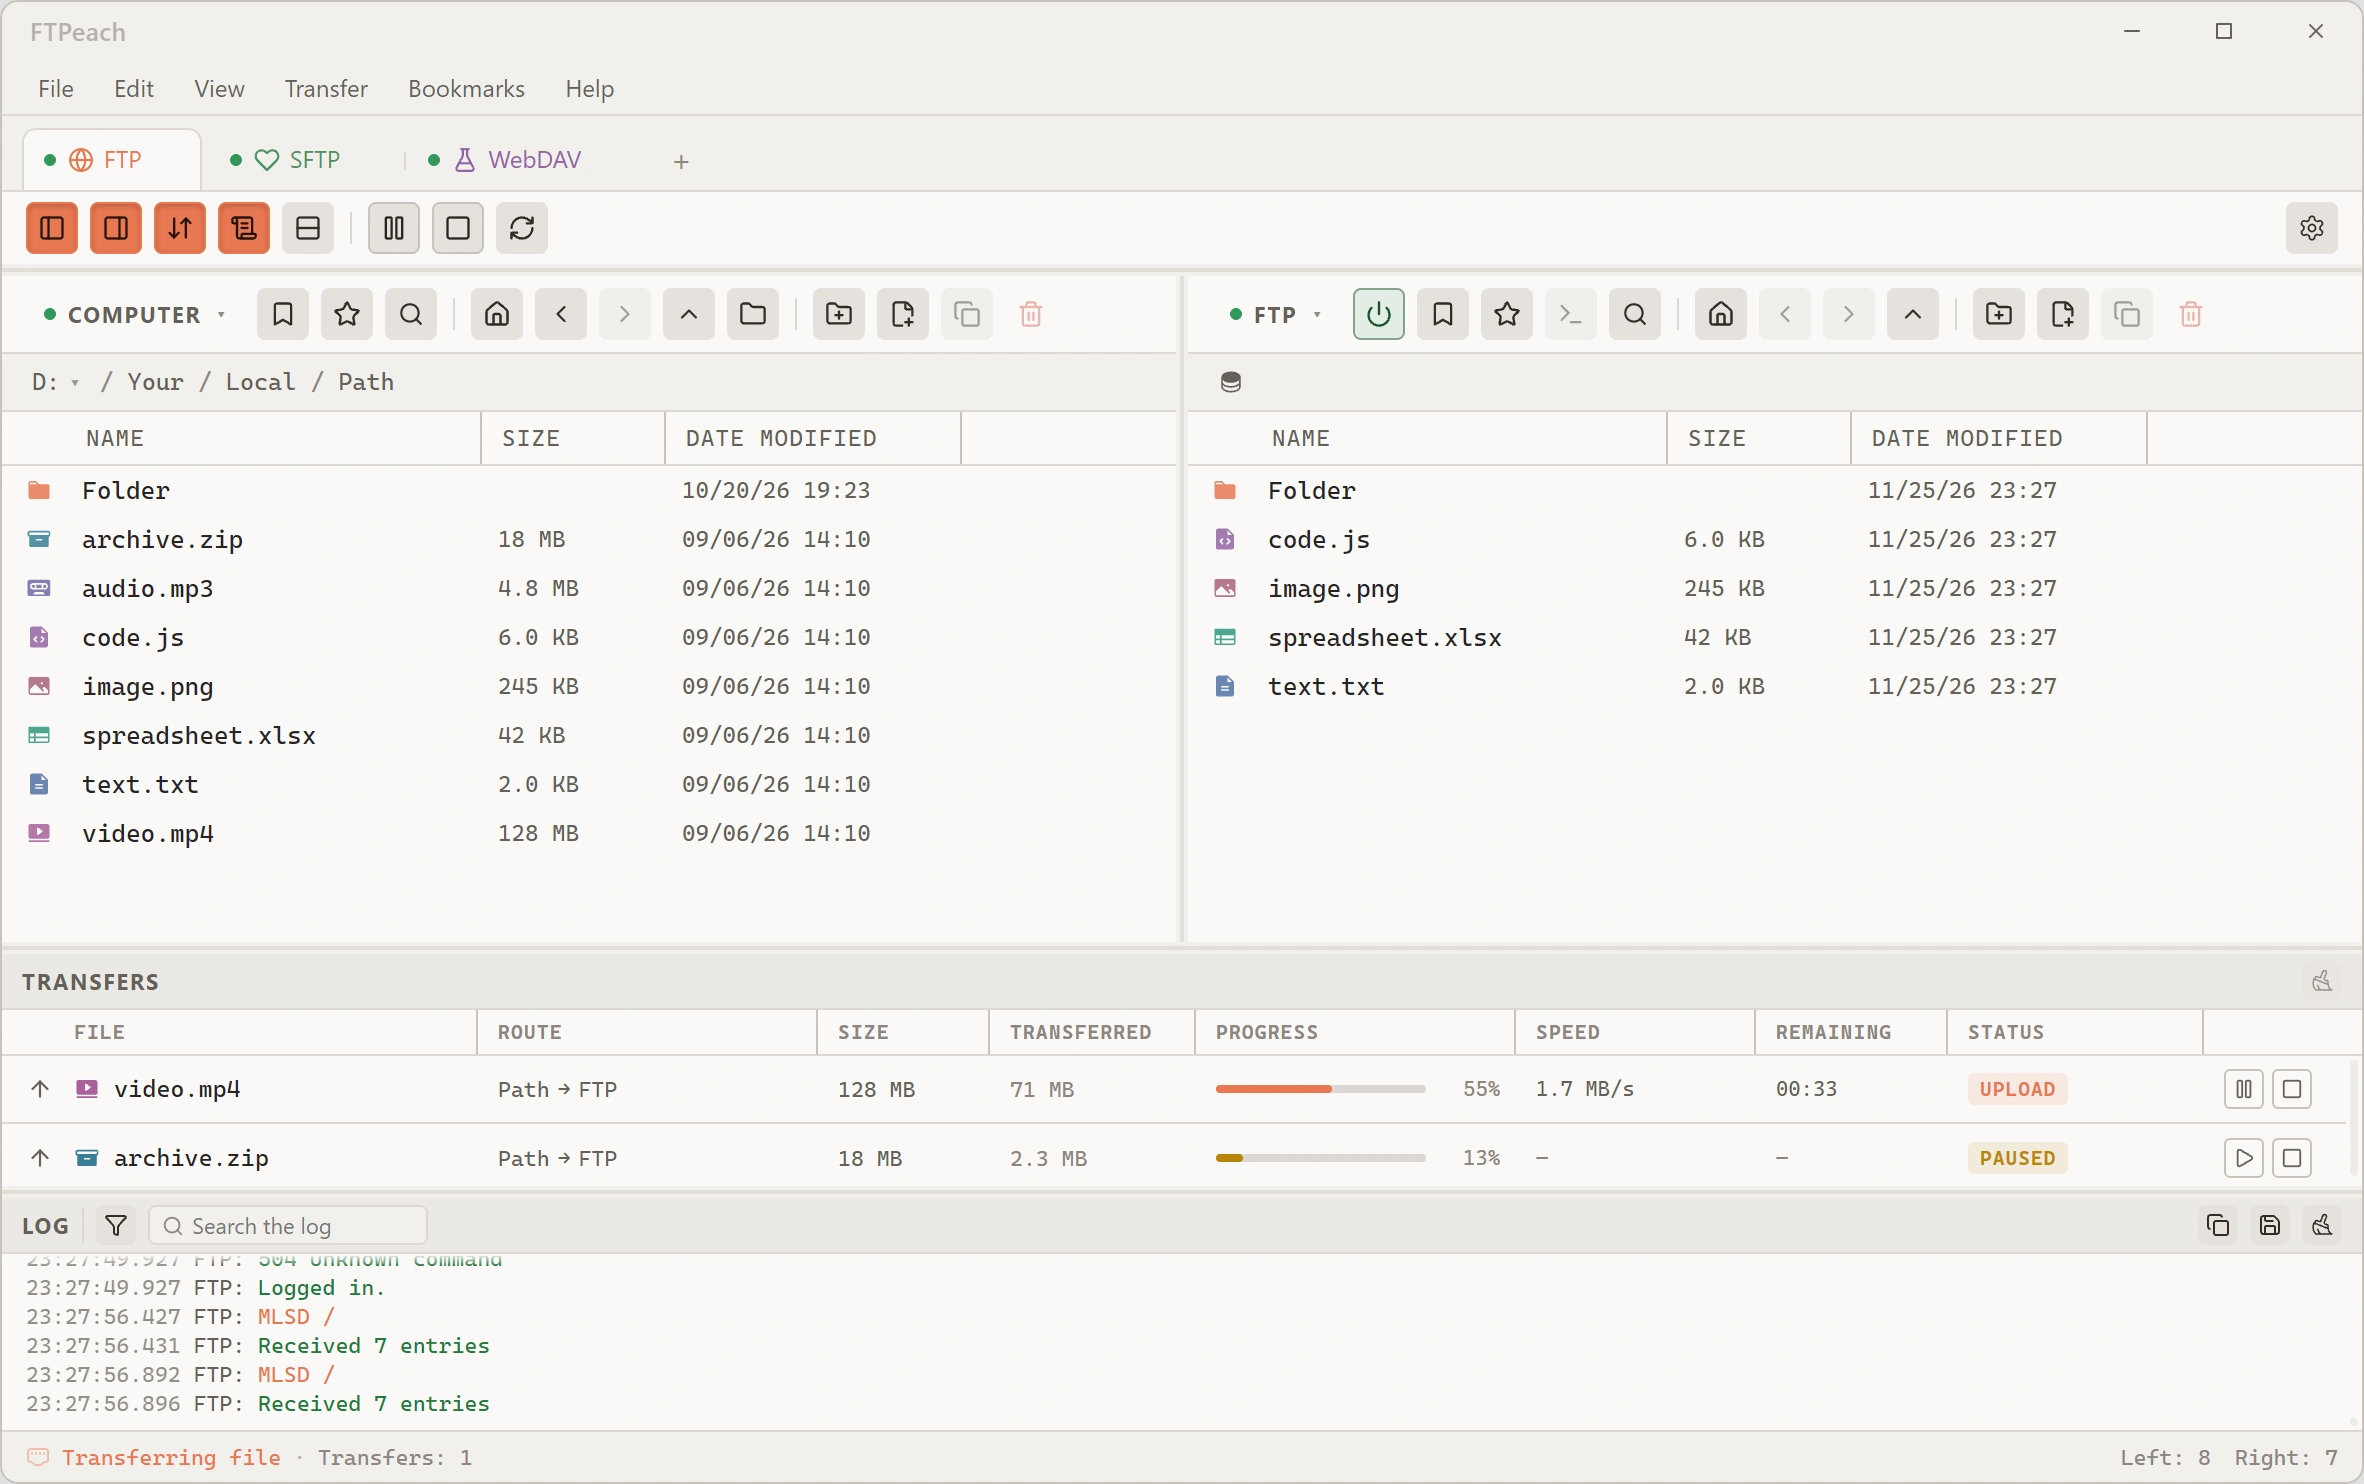 FTPeach
File Edit View Transfer Bookmarks Help
FTP SFTP WebDAV +
COMPUTER
FTP
D: / Your / Local / Path
NAME SIZE DATE MODIFIED
Folder 10/20/26 19:23
archive.zip 18 MB 09/06/26 14:10
audio.mp3 4.8 MB 09/06/26 14:10
code.js 6.0 KB 09/06/26 14:10
image.png 245 KB 09/06/26 14:10
spreadsheet.xlsx 42 KB 09/06/26 14:10
text.txt 2.0 KB 09/06/26 14:10
video.mp4 128 MB 09/06/26 14:10
NAME SIZE DATE MODIFIED
Folder 11/25/26 23:27
code.js 6.0 KB 11/25/26 23:27
image.png 245 KB 11/25/26 23:27
spreadsheet.xlsx 42 KB 11/25/26 23:27
text.txt 2.0 KB 11/25/26 23:27
TRANSFERS
FILE ROUTE SIZE TRANSFERRED PROGRESS SPEED REMAINING STATUS
video.mp4 Path → FTP 128 MB 71 MB 55% 1.7 MB/s 00:33 UPLOAD
archive.zip Path → FTP 18 MB 2.3 MB 13% — — PAUSED
LOG Search the log
23:27:49.927 FTP: 504 Unknown command
23:27:49.927 FTP: Logged in.
23:27:56.427 FTP: MLSD /
23:27:56.431 FTP: Received 7 entries
23:27:56.892 FTP: MLSD /
23:27:56.896 FTP: Received 7 entries
Transferring file · Transfers: 1
Left: 8 Right: 7